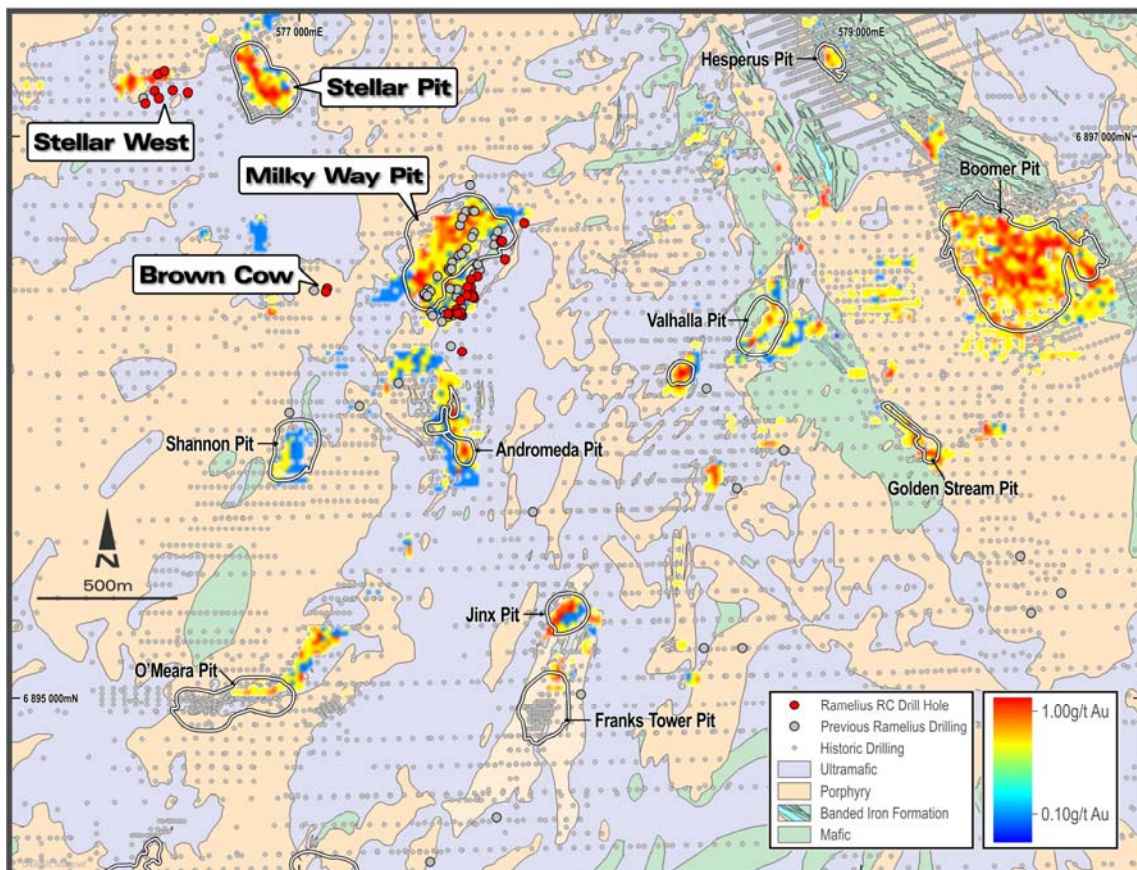 577 000mE
579 000mE
Hesperus Pit
Stellar Pit
Stellar West
6 897 000mN
Boomer Pit
Milky Way Pit
Brown Cow
Valhalla Pit
Shannon Pit
Andromeda Pit
Golden Stream Pit
N
500m
Jinx Pit
O'Meara Pit
6 895 000mN
Franks Tower Pit
Ramelius RC Drill Hole
Previous Ramelius Drilling
Historic Drilling
Ultramafic
Porphyry
Banded Iron Formation
Mafic
1.00g/t Au
0.10g/t Au